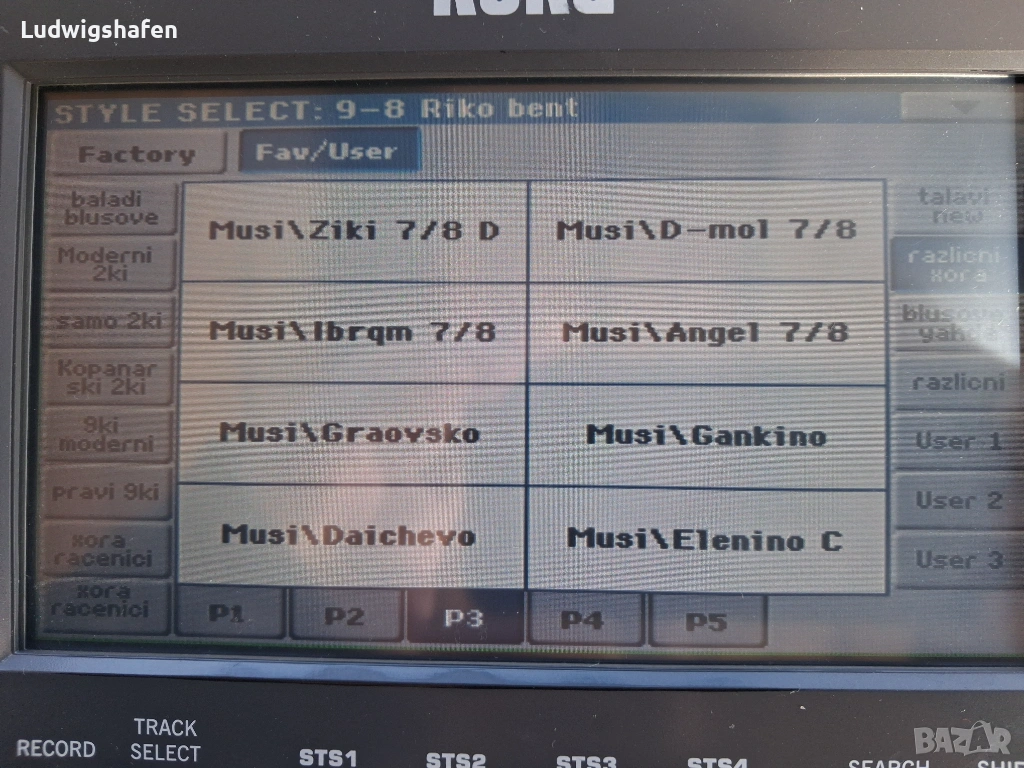 Ludwigshafen
KORG
STYLE SELECT: 9-8 Riko bent
Factory
Fav/User
baladi
blusove
Moderni
2ki
samo 2ki
Kopanar
ski 2ki
9ki
moderni
pravi 9ki
xora
racenici
xora
racenici
Musi\Ziki 7/8 D
Musi\D-mol 7/8
Musi\Ibrqm 7/8
Musi\Angel 7/8
Musi\Graovsko
Musi\Gankino
Musi\Daichevo
Musi\Elenino C
talavi
new
razlicni
xora
blusove
razlicni
User 1
User 2
User 3
P1
P2
P3
P4
P5
RECORD
TRACK
SELECT
STS1
STS2
STS3
STS4
SEARCH
BAZAR